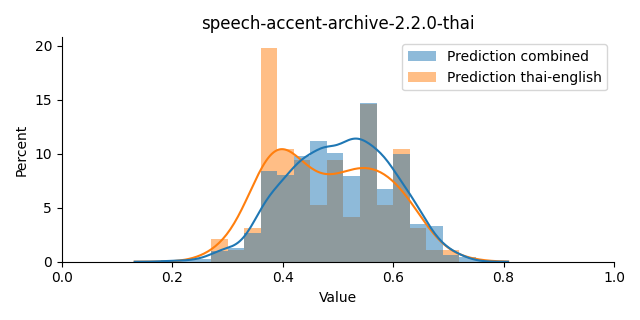 speech-accent-archive-2.2.0-thai
Prediction combined
Prediction thai-english
Percent
20
15
10
5
0
0.0 0.2 0.4 0.6 0.8 1.0
Value